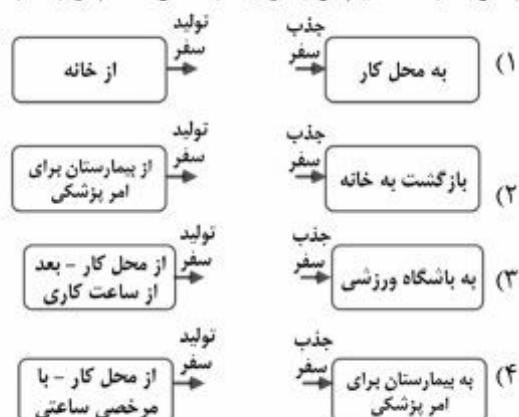 ۱)
جذب
سفر
به محل کار
تولید
سفر
از خانه
۲)
جذب
سفر
بازگشت به خانه
تولید
سفر
از بیمارستان برای
امر پزشکی
۳)
جذب
سفر
به باشگاه ورزشی
تولید
سفر
از محل کار - بعد
از ساعت کاری
۴)
جذب
سفر
به بیمارستان برای
امر پزشکی
تولید
سفر
از محل کار - با
مرخصی ساعتی